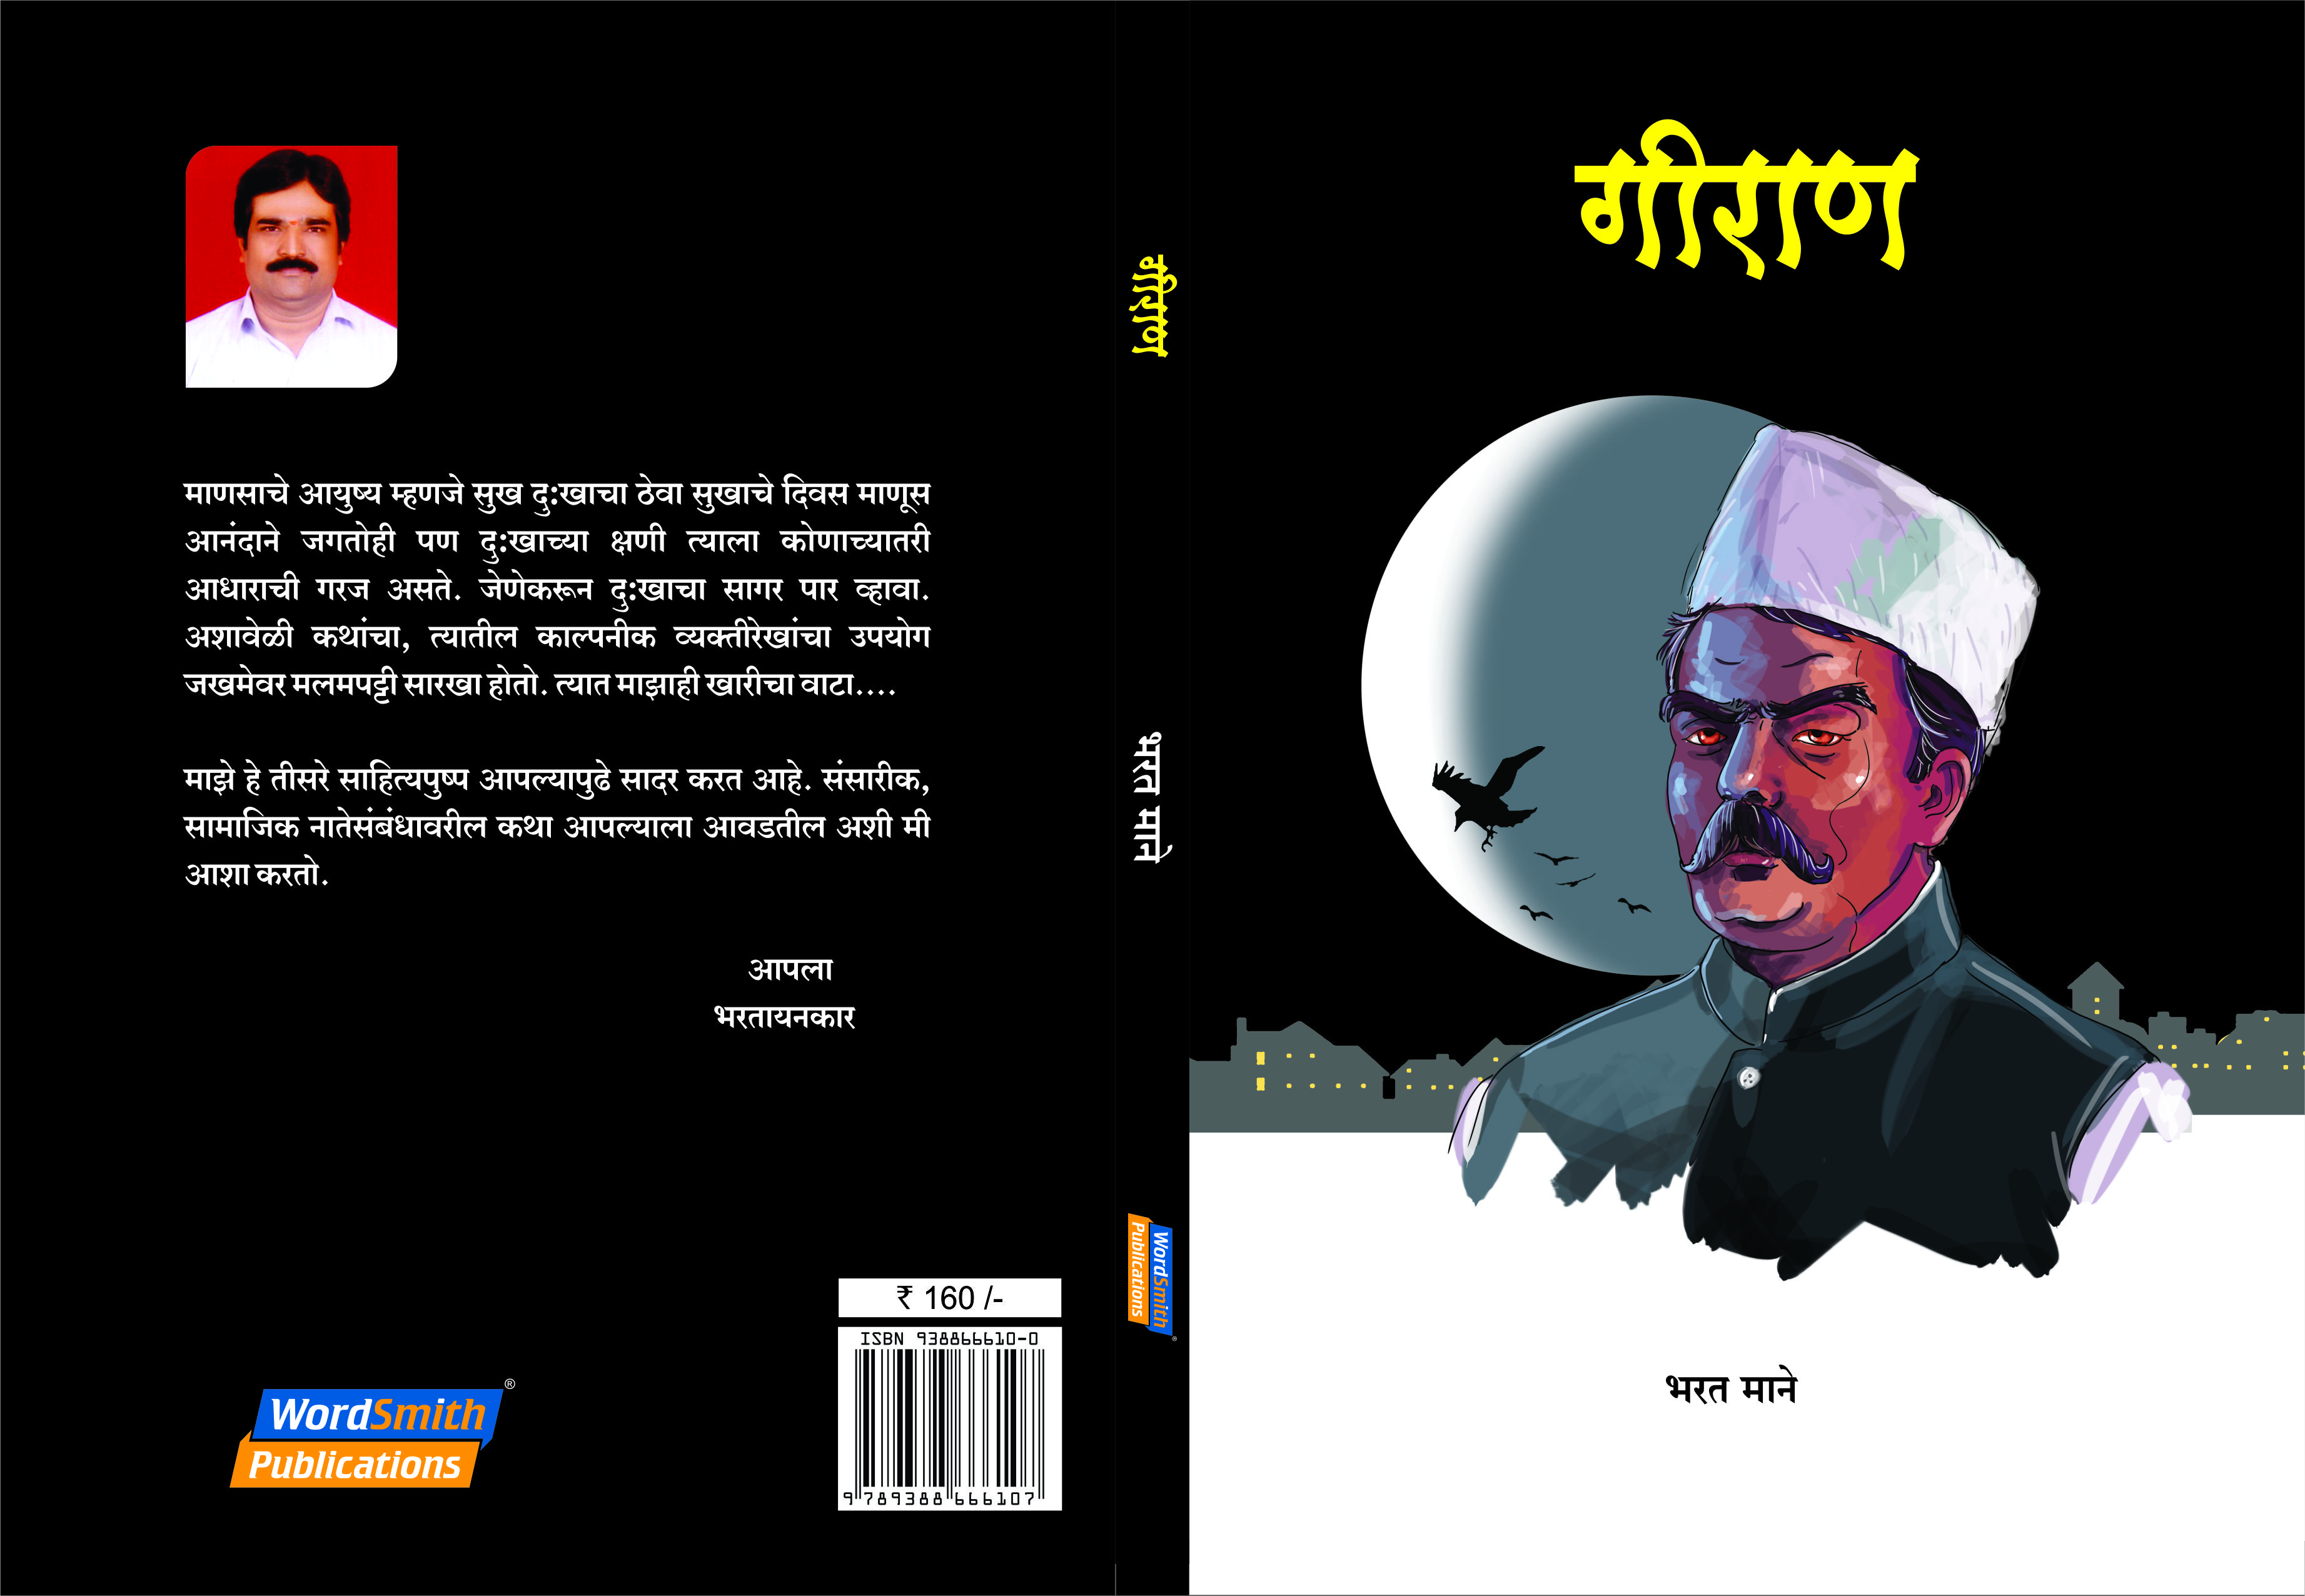 माणसाचे आयुष्य म्हणजे सुख दुःखाचा ठेवा सुखाचे दिवस माणूस
आनंदाने जगतोही पण दुःखाच्या क्षणी त्याला कोणाच्यातरी
आधाराची गरज असते. जेणेकरून दुःखाचा सागर पार व्हावा.
अशावेळी कथांचा, त्यातील काल्पनीक व्यक्तीरेखांचा उपयोग
जखमेवर मलमपट्टी सारखा होतो. त्यात माझाही खारीचा वाटा....
माझे हे तीसरे साहित्यपुष्प आपल्यापुढे सादर करत आहे. संसारीक,
सामाजिक नातेसंबंधावरील कथा आपल्याला आवडतील अशी मी
आशा करतो.
आपला
भरतायनकार
₹ 160 /-
ISBN 938866610-0
9 789388 666107
WordSmith®
Publications
गीराण
भरत माने
WordSmith®
Publications
गीराण
भरत माने